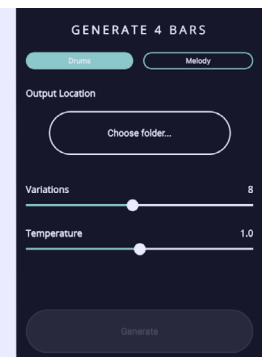 GENERATE 4 BARS
Drums Melody
Output Location
Choose folder...
Variations 8
Temperature 1.0
Generate